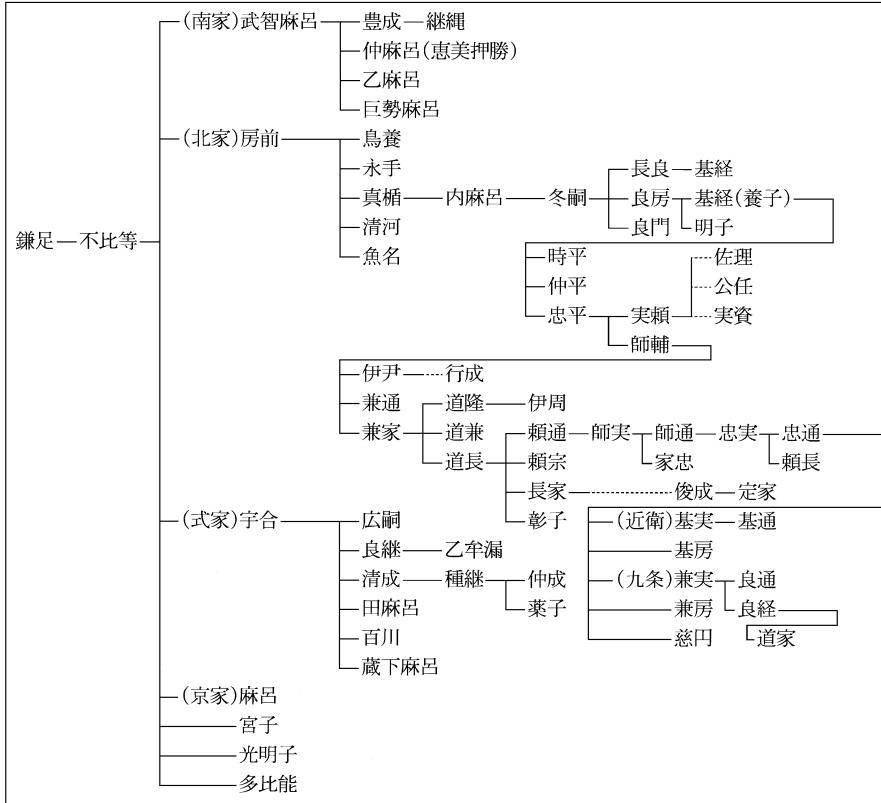 (南家)武智麻呂 豊成 継縄
仲麻呂(恵美押勝)
乙麻呂
巨勢麻呂
(北家)房前 鳥養
永手 長良 基経
真楯 内麻呂 冬嗣 良房 基経(養子)
清河 良門 明子
鎌足 不比等
魚名 時平 佐理
仲平 公任
忠平 実頼 実資
師輔
伊尹 行成
兼通 道隆 伊周
兼家 道兼 頼通 師実 師通 忠実 忠通
道長 頼宗 家忠 頼長
長家 俊成 定家
(式家)宇合 広嗣 彰子 (近衛)基実 基通
良継 乙牟漏 基房
清成 種継 仲成 (九条)兼実 良通
田麻呂 薬子 兼房 良経
百川 慈円 道家
蔵下麻呂
(京家)麻呂
宮子
光明子
多比能